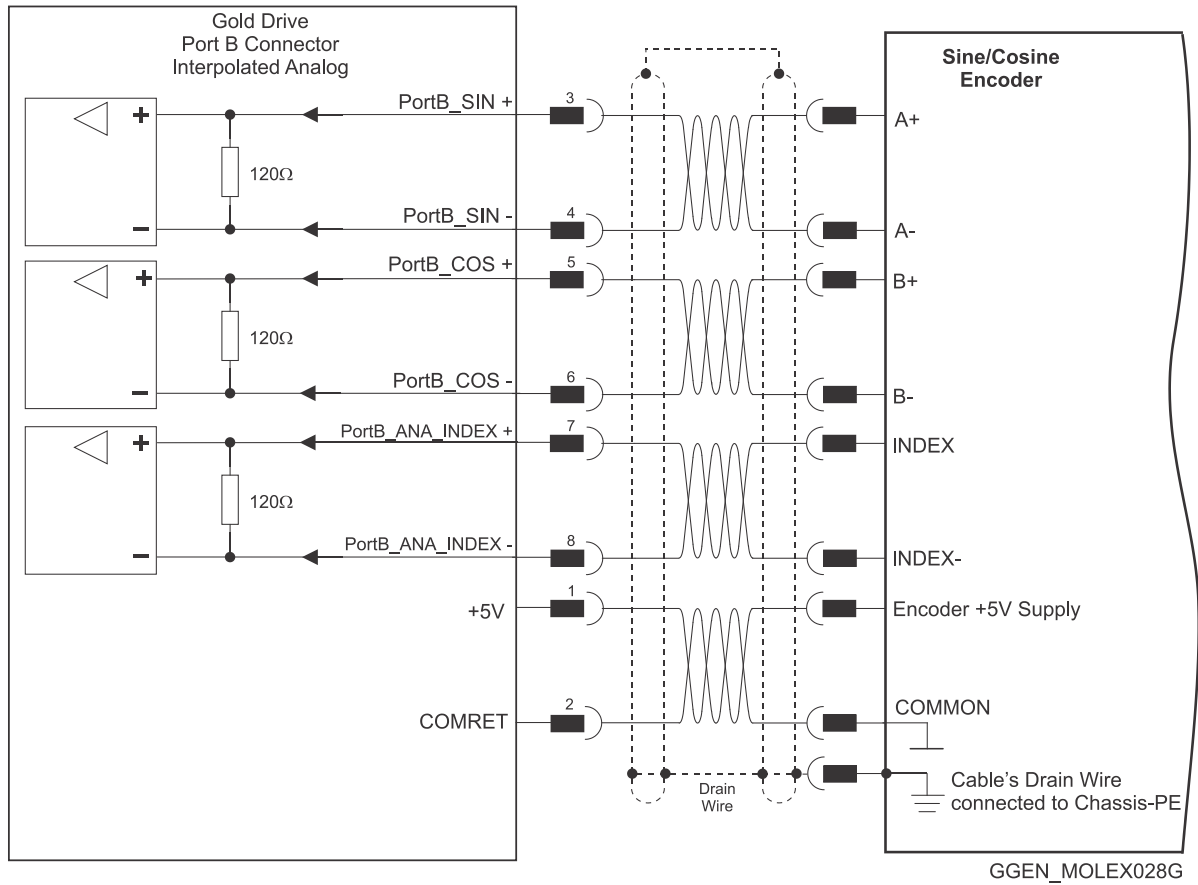 Gold Drive
Port B Connector
Interpolated Analog
Sine/Cosine
Encoder
PortB_SIN +
3
A+
+
120Ω
PortB_SIN -
4
A-
-
PortB_COS +
5
B+
+
120Ω
PortB_COS -
6
B-
-
PortB_ANA_INDEX +
7
INDEX
+
120Ω
PortB_ANA_INDEX -
8
INDEX-
-
+5V
1
Encoder +5V Supply
COMRET
2
COMMON
Drain
Wire
Cable's Drain Wire
connected to Chassis-PE
GGEN_MOLEX028G